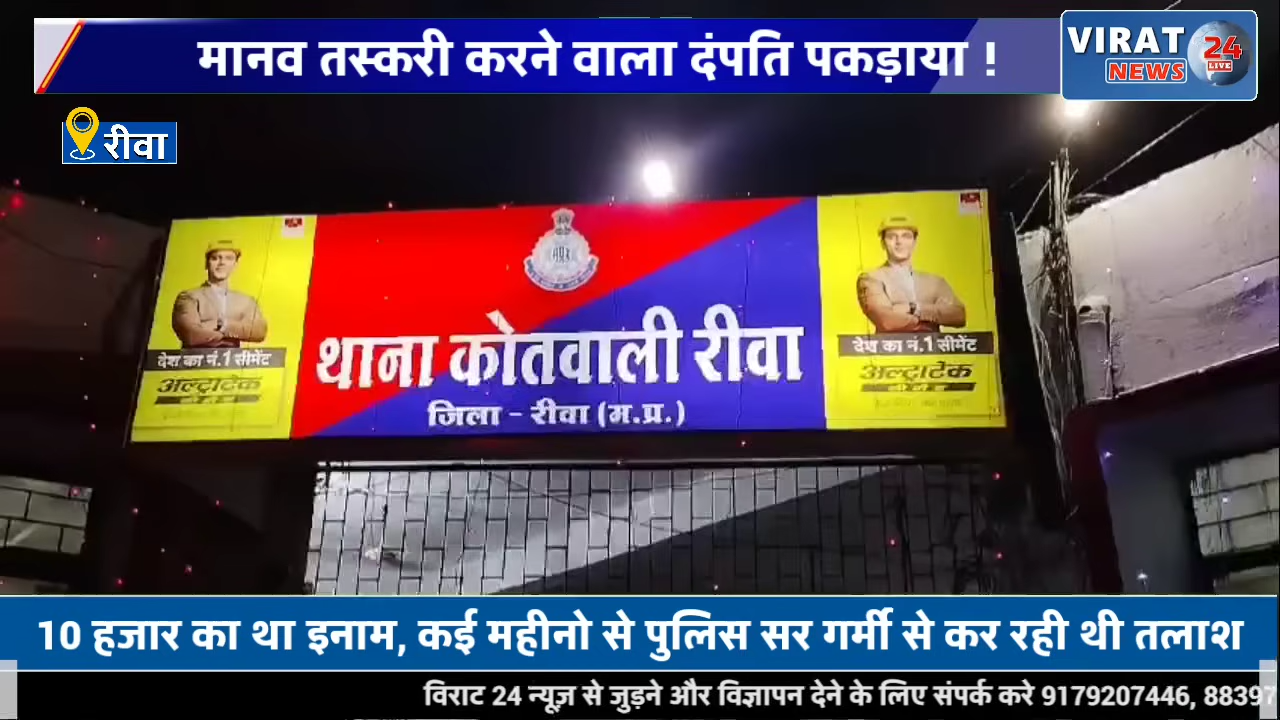 मानव तस्करी करने वाला दंपति पकड़ाया !
VIRAT
24
LIVE
NEWS
रीवा
थाना कोतवाली रीवा
जिला - रीवा (म.प्र.)
देश का नं.1 सीमेंट
अल्ट्राटेक
देश का नं.1 सीमेंट
अल्ट्राटेक
10 हजार का था इनाम, कई महीनो से पुलिस सर गर्मी से कर रही थी तलाश
विराट 24 न्यूज़ से जुड़ने और विज्ञापन देने के लिए संपर्क करे 9179207446, 88397